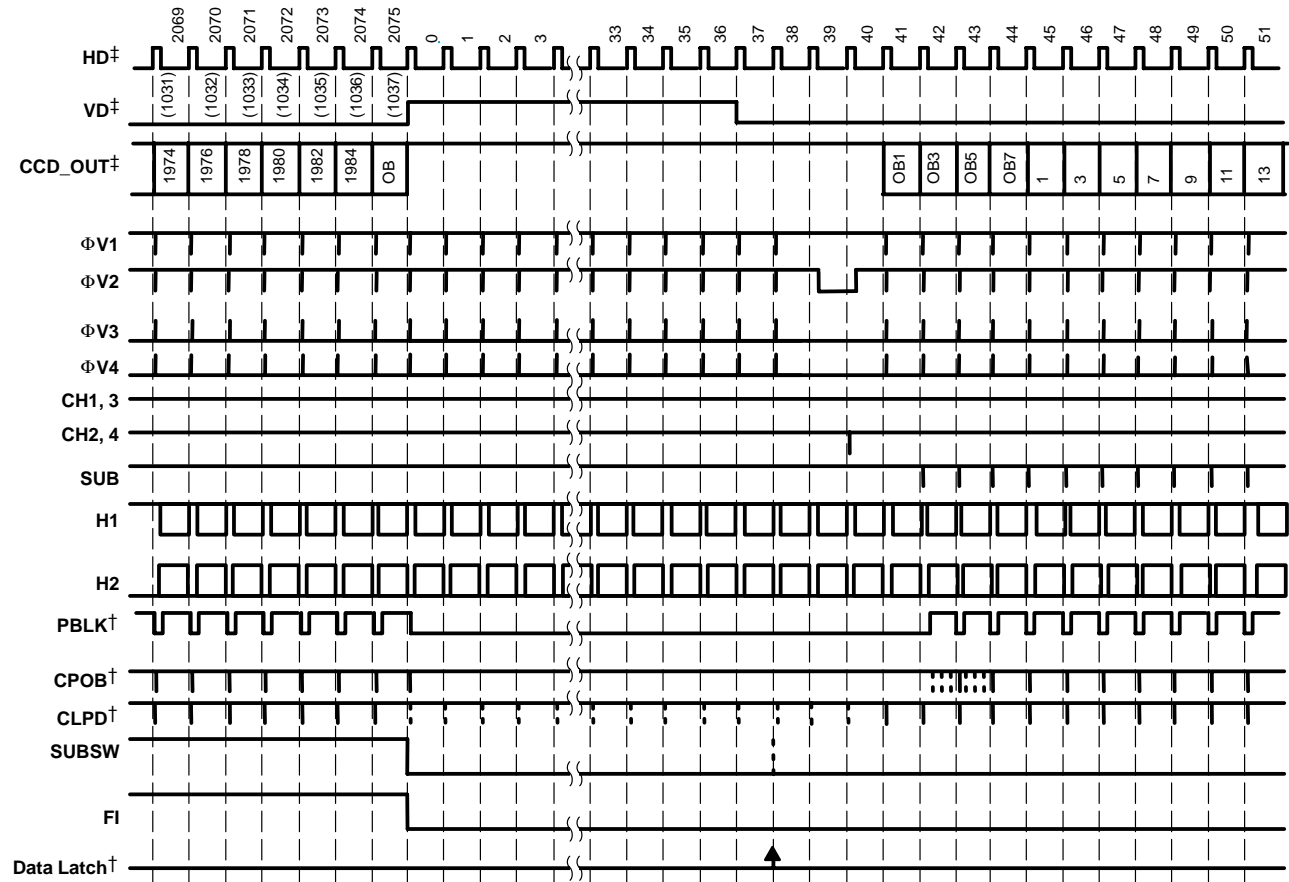 2069 2070 2071 2072 2073 2074 2075 0 1 2 3 33 34 35 36 37 38 39 40 41 42 43 44 45 46 47 48 49 50 51
HD‡
(1031) (1032) (1033) (1034) (1035) (1036) (1037)
VD‡
CCD_OUT‡ 1974 1976 1978 1980 1982 1984 OB OB1 OB3 OB5 OB7 1 3 5 7 9 11 13
ΦV1
ΦV2
ΦV3
ΦV4
CH1, 3
CH2, 4
SUB
H1
H2
PBLK†
CPOB†
CLPD†
SUBSW
FI
Data Latch†